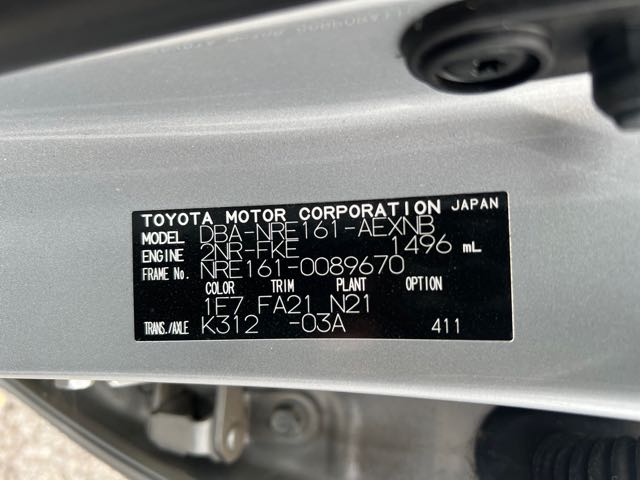 TOYOTA MOTOR CORPORATION JAPAN
MODEL DBA-NRE161-AEXNB
ENGINE 2NR-FKE 1496 mL
FRAME No. NRE161-0089670
COLOR TRIM PLANT OPTION
1E7 FA21 N21
TRANS./AXLE K312 -03A 411